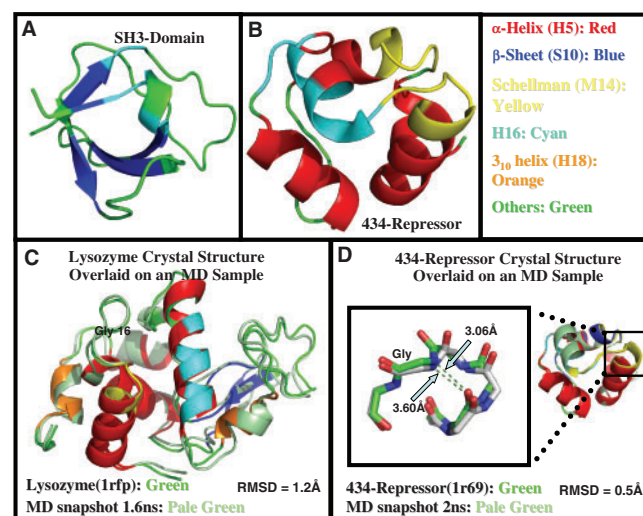 A
SH3-Domain
B
434-Repressor
α-Helix (H5): Red
β-Sheet (S10): Blue
Schellman (M14):
Yellow
H16: Cyan
3₁₀ helix (H18):
Orange
Others: Green
C
Lysozyme Crystal Structure
Overlaid on an MD Sample
Gly 16
Lysozyme(1rfp): Green
MD snapshot 1.6ns: Pale Green
RMSD = 1.2Å
D
434-Repressor Crystal Structure
Overlaid on an MD Sample
3.06Å
Gly
3.60Å
434-Repressor(1r69): Green
MD snapshot 2ns: Pale Green
RMSD = 0.5Å